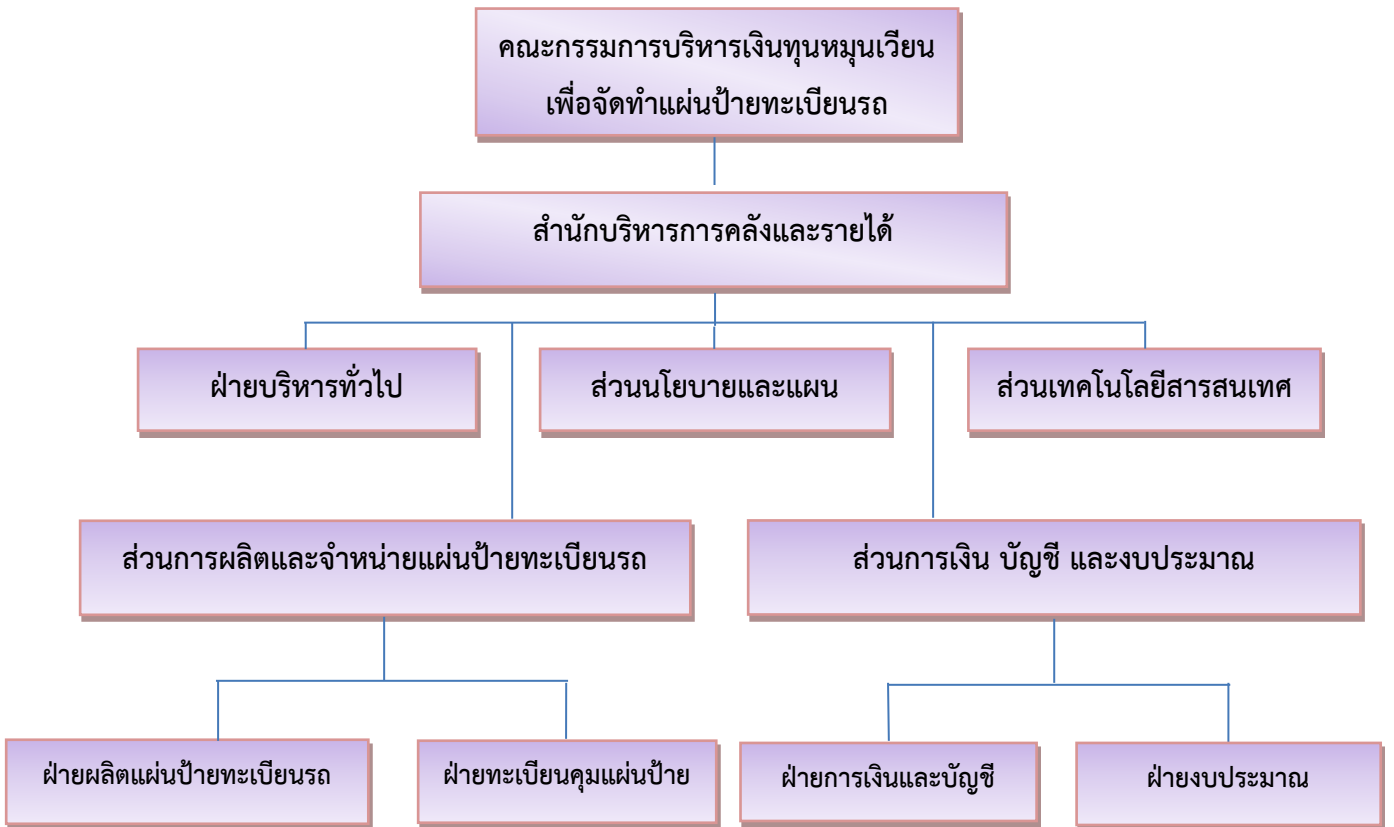 คณะกรรมการบริหารเงินทุนหมุนเวียน
เพื่อจัดทำแผ่นป้ายทะเบียนรถ
สำนักบริหารการคลังและรายได้
ฝ่ายบริหารทั่วไป
ส่วนนโยบายและแผน
ส่วนเทคโนโลยีสารสนเทศ
ส่วนการผลิตและจำหน่ายแผ่นป้ายทะเบียนรถ
ส่วนการเงิน บัญชี และงบประมาณ
ฝ่ายผลิตแผ่นป้ายทะเบียนรถ
ฝ่ายทะเบียนคุมแผ่นป้าย
ฝ่ายการเงินและบัญชี
ฝ่ายงบประมาณ